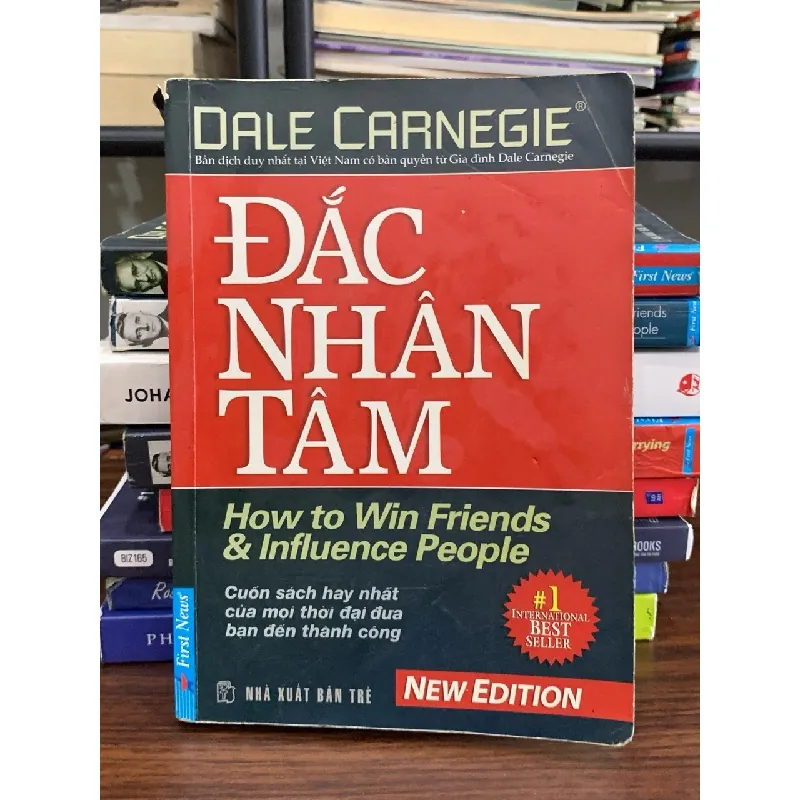 DALE CARNEGIE®
Bản dịch duy nhất tại Việt Nam có bản quyền từ Gia đình Dale Carnegie
ĐẮC
NHÂN
TÂM
How to Win Friends
& Influence People
Cuốn sách hay nhất
của mọi thời đại đưa
bạn đến thành công
#1
INTERNATIONAL
BEST
SELLER
First News
NHÀ XUẤT BẢN TRẺ
NEW EDITION
JOHA
BIZ165
Ros
PH
First News
riends
ople
rrying
OOKS